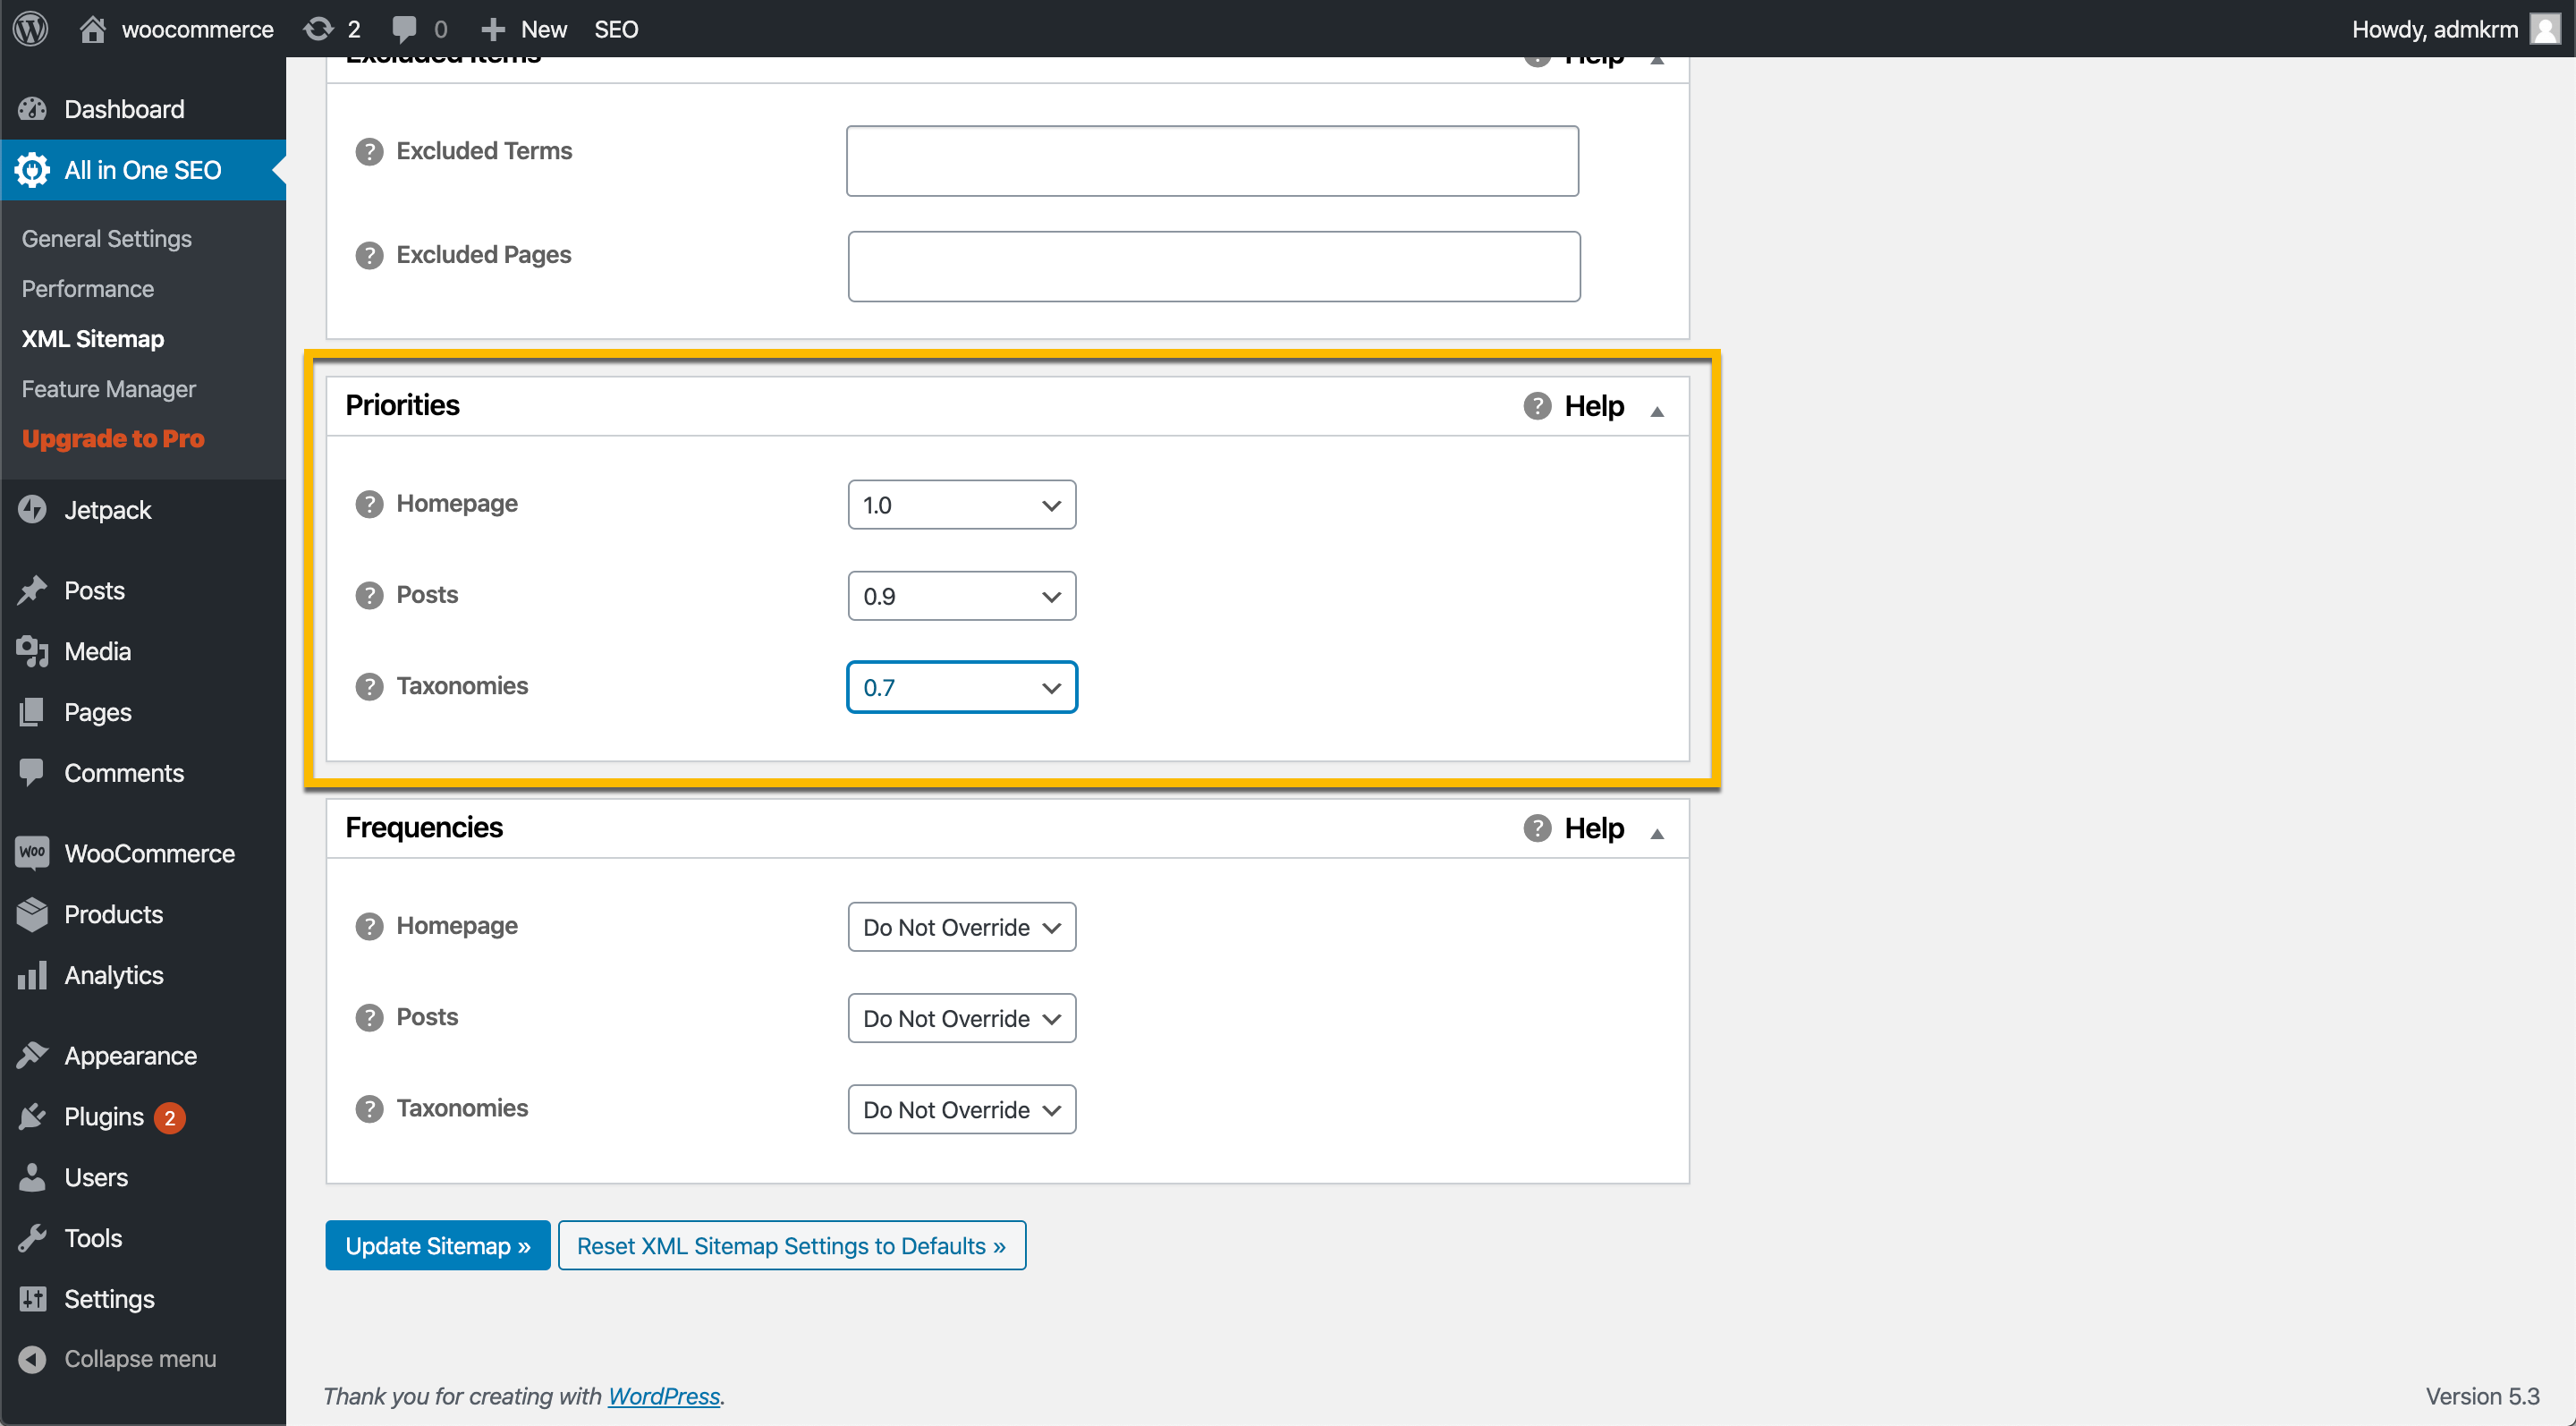 woocommerce 2 0 New SEO Howdy, admkrm
Dashboard
All in One SEO
General Settings
Performance
XML Sitemap
Feature Manager
Upgrade to Pro
Jetpack
Posts
Media
Pages
Comments
WooCommerce
Products
Analytics
Appearance
Plugins 2
Users
Tools
Settings
Collapse menu
Excluded Items ? Help
? Excluded Terms
? Excluded Pages
Priorities ? Help
? Homepage 1.0
? Posts 0.9
? Taxonomies 0.7
Frequencies ? Help
? Homepage Do Not Override
? Posts Do Not Override
? Taxonomies Do Not Override
Update Sitemap » Reset XML Sitemap Settings to Defaults »
Thank you for creating with WordPress. Version 5.3